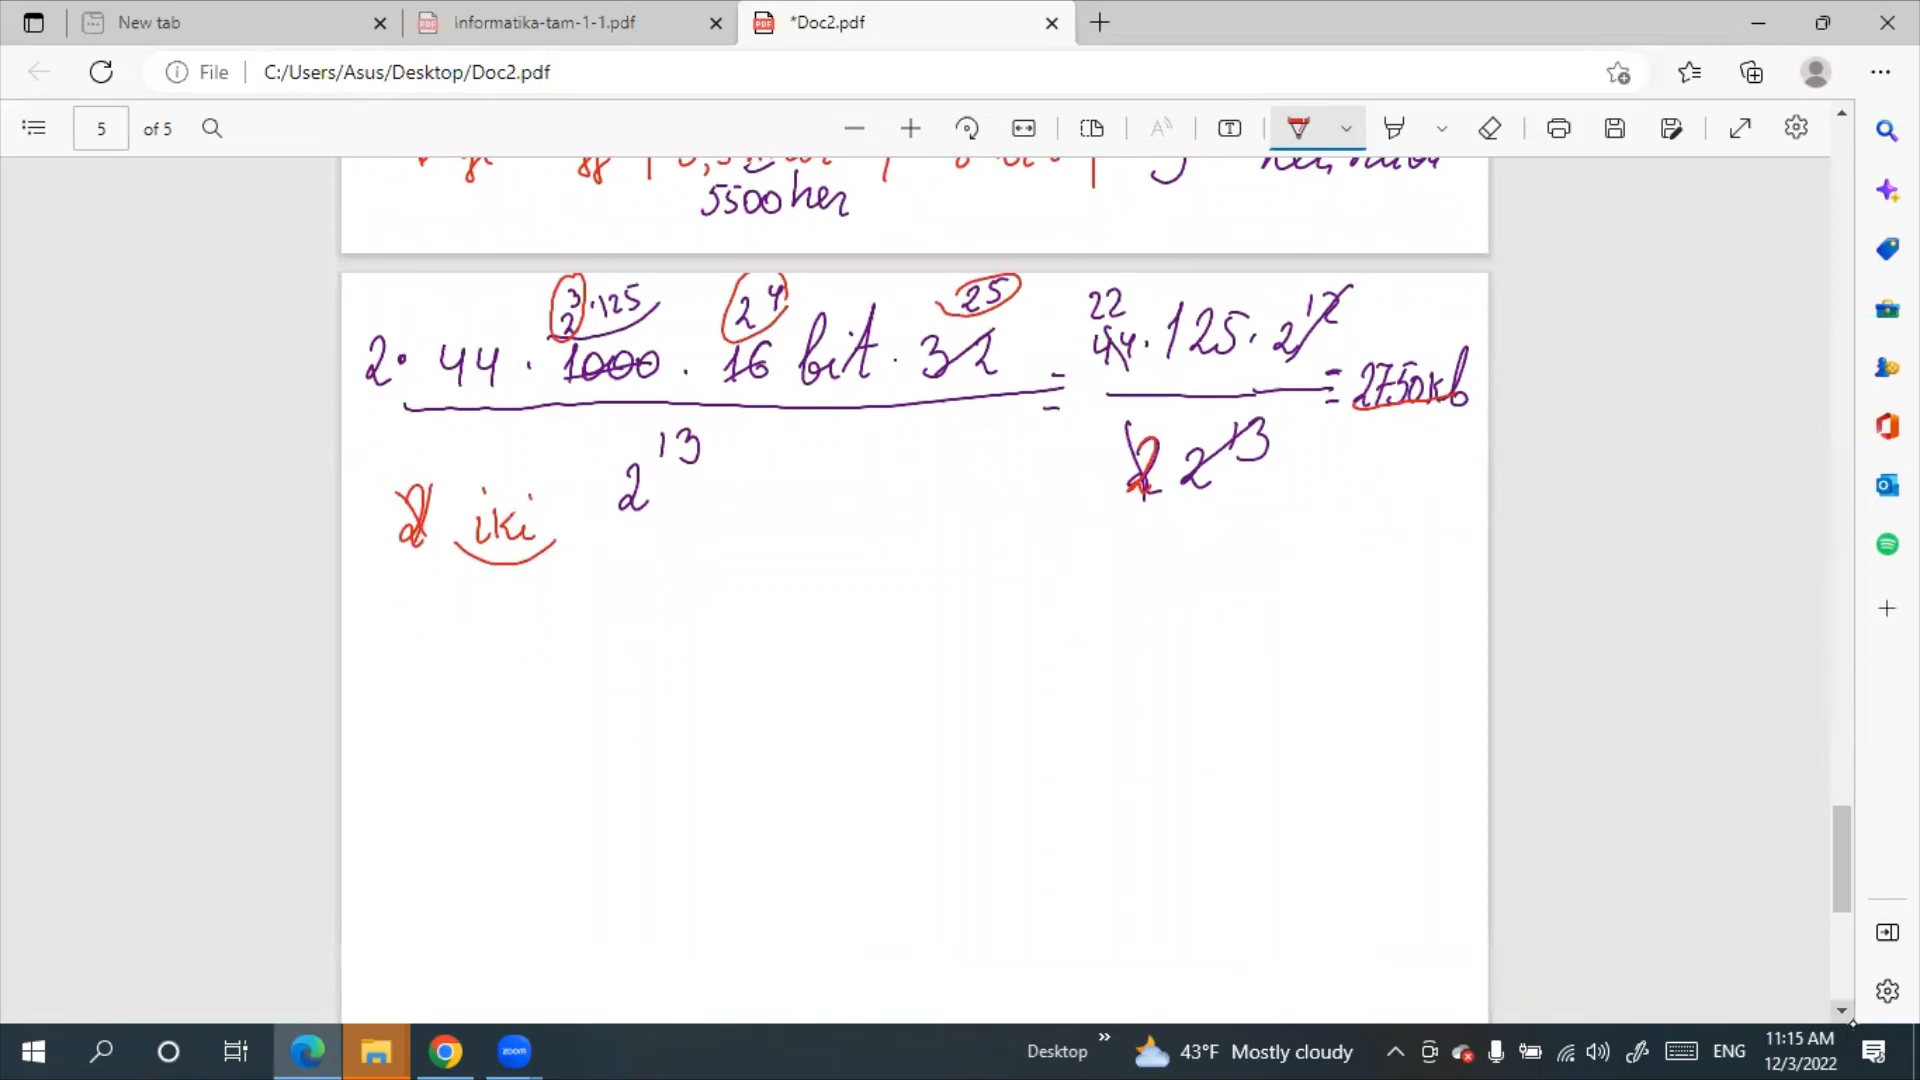 New tab
informatika-tam-1-1.pdf
*Doc2.pdf
File
C:/Users/Asus/Desktop/Doc2.pdf
5 of 5
5500 her
2 · 44 · 1000 · 16 bit · 32
2^3 · 125
2^4
2^5
2^13
=
22
44 · 125 · 2^12
2 2^13
= 2750 Kb
2 iki
Desktop
43°F Mostly cloudy
ENG
11:15 AM
12/3/2022
zoom